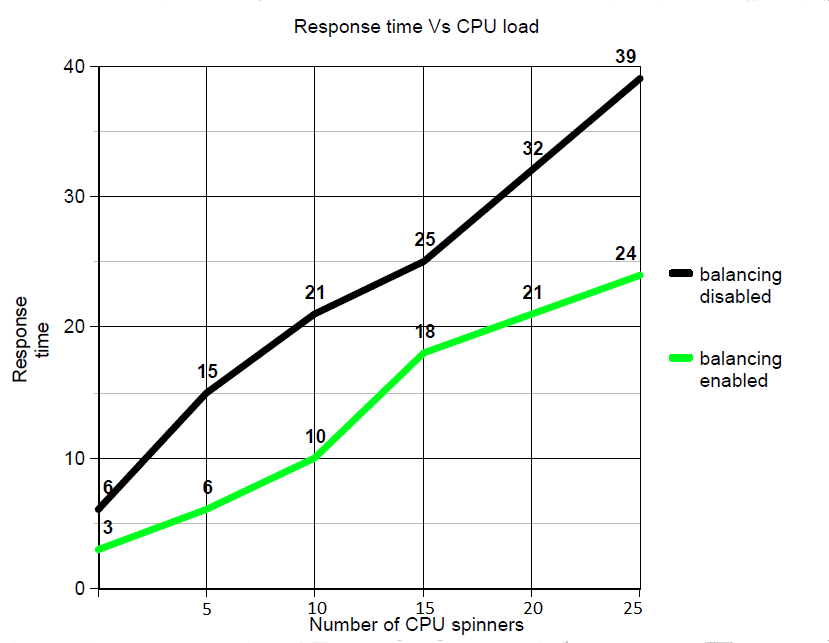 Response time Vs CPU load
39
40
32
30
25
24
21
21
balancing
disabled
20
18
Response
time
15
balancing
enabled
10
10
6
6
3
0
5
10
15
20
25
Number of CPU spinners